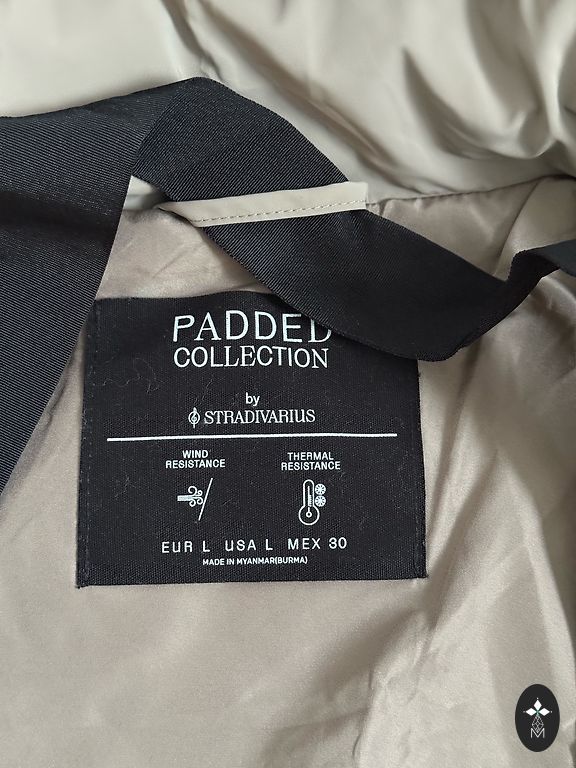 PADDED
COLLECTION
by
STRADIVARIUS
WIND
RESISTANCE
THERMAL
RESISTANCE
EUR L USA L MEX 30
MADE IN MYANMAR(BURMA)
M